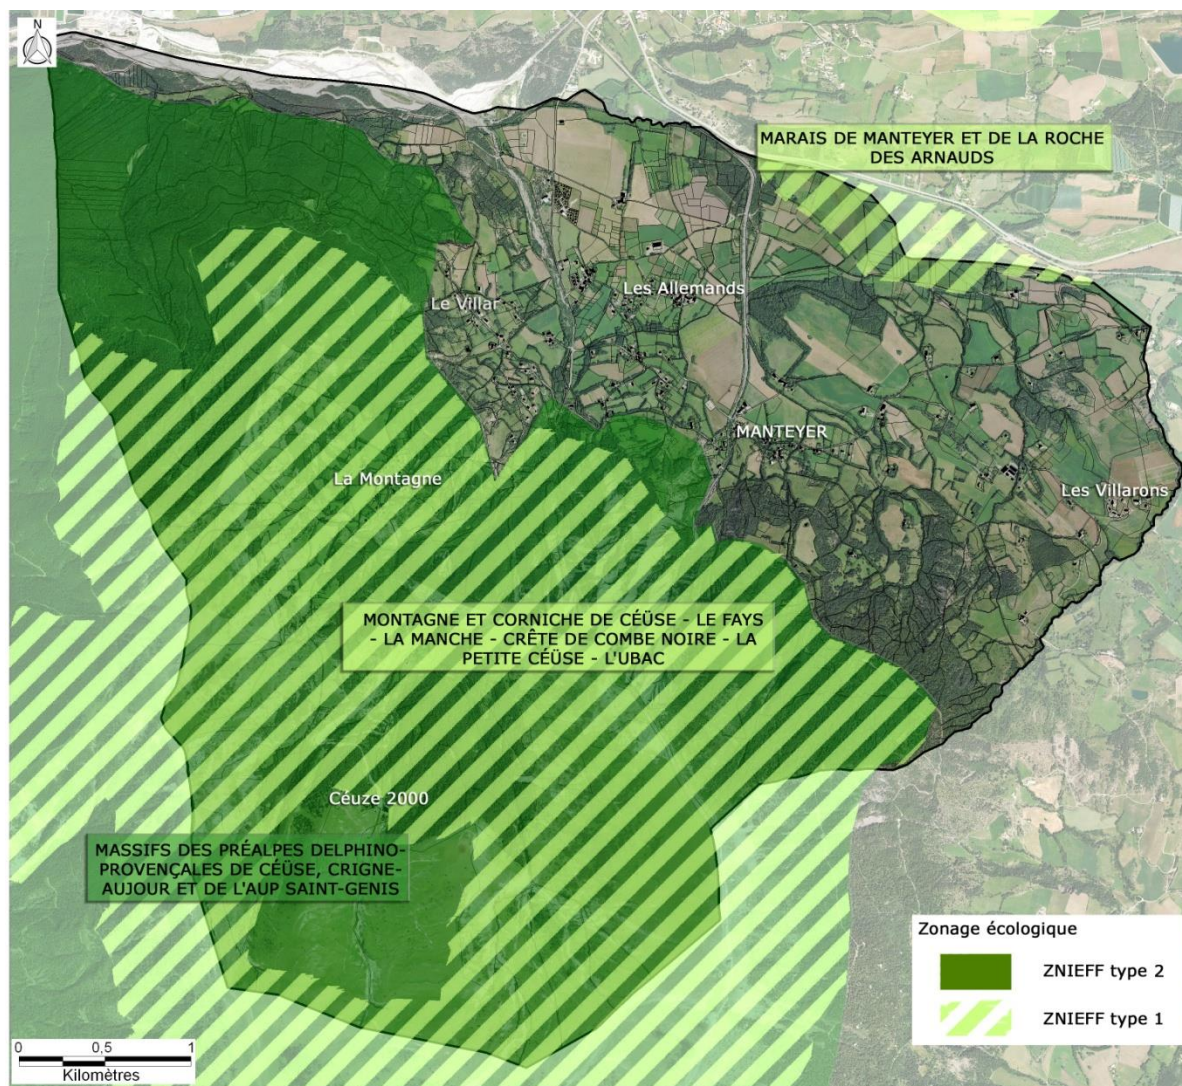 N
MARAIS DE MANTEYER ET DE LA ROCHE
DES ARNAUDS
Les Allemands
Le Villar
MANTEYER
La Montagne
Les Villarons
MONTAGNE ET CORNICHE DE CÉÜSE - LE FAYS
- LA MANCHE - CRÊTE DE COMBE NOIRE - LA
PETITE CÉÜSE - L'UBAC
Céuze 2000
MASSIFS DES PRÉALPES DELPHINO-
PROVENÇALES DE CÉÜSE, CRIGNE-
AUJOUR ET DE L'AUP SAINT-GENIS
Zonage écologique
ZNIEFF type 2
ZNIEFF type 1
0 0,5 1
Kilomètres